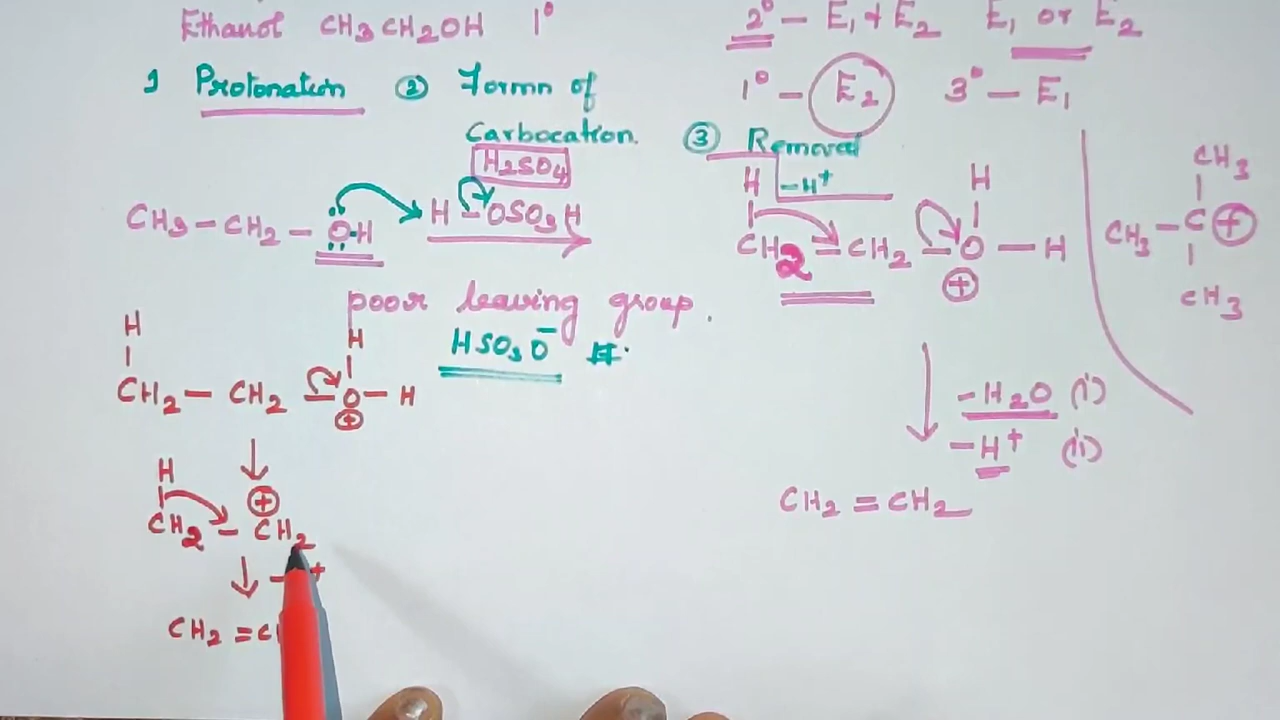 Ethanol CH3CH2OH 1°
2° - E1 + E2 E1 or E2
1 Protonation ② Formn of Carbocation.
1° - E2 3° - E1
③ Removal -H+
H2SO4
CH3 - CH2 - OH H - OSO3H
poor leaving group.
HSO3O-
H H
CH2 - CH2 - O - H
+
H
CH2 - CH2
+
CH2 =
H H
CH2 = CH2 - O - H
+
-H2O (i)
-H+ (ii)
CH2 = CH2
CH3
CH3 - C +
CH3